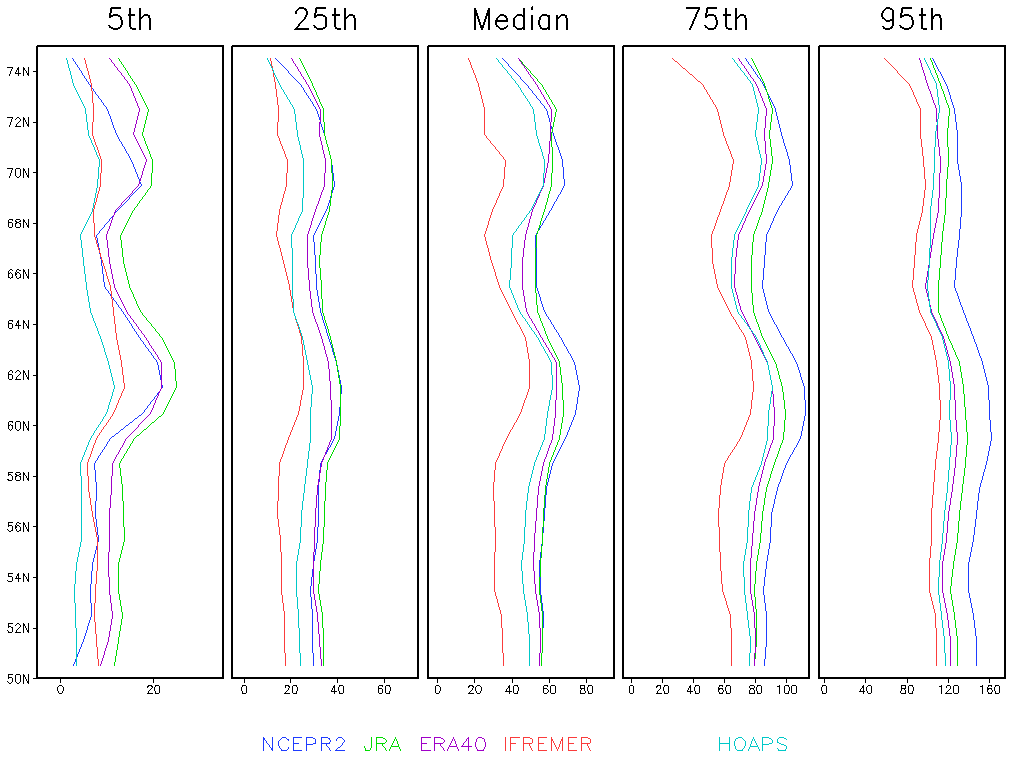 5th 25th Median 75th 95th
74N
72N
70N
68N
66N
64N
62N
60N
58N
56N
54N
52N
50N
0 20 0 20 40 60 0 20 40 60 80 0 20 40 60 80 100 0 40 80 120 160
NCEPR2 JRA ERA40 IFREMER HOAPS